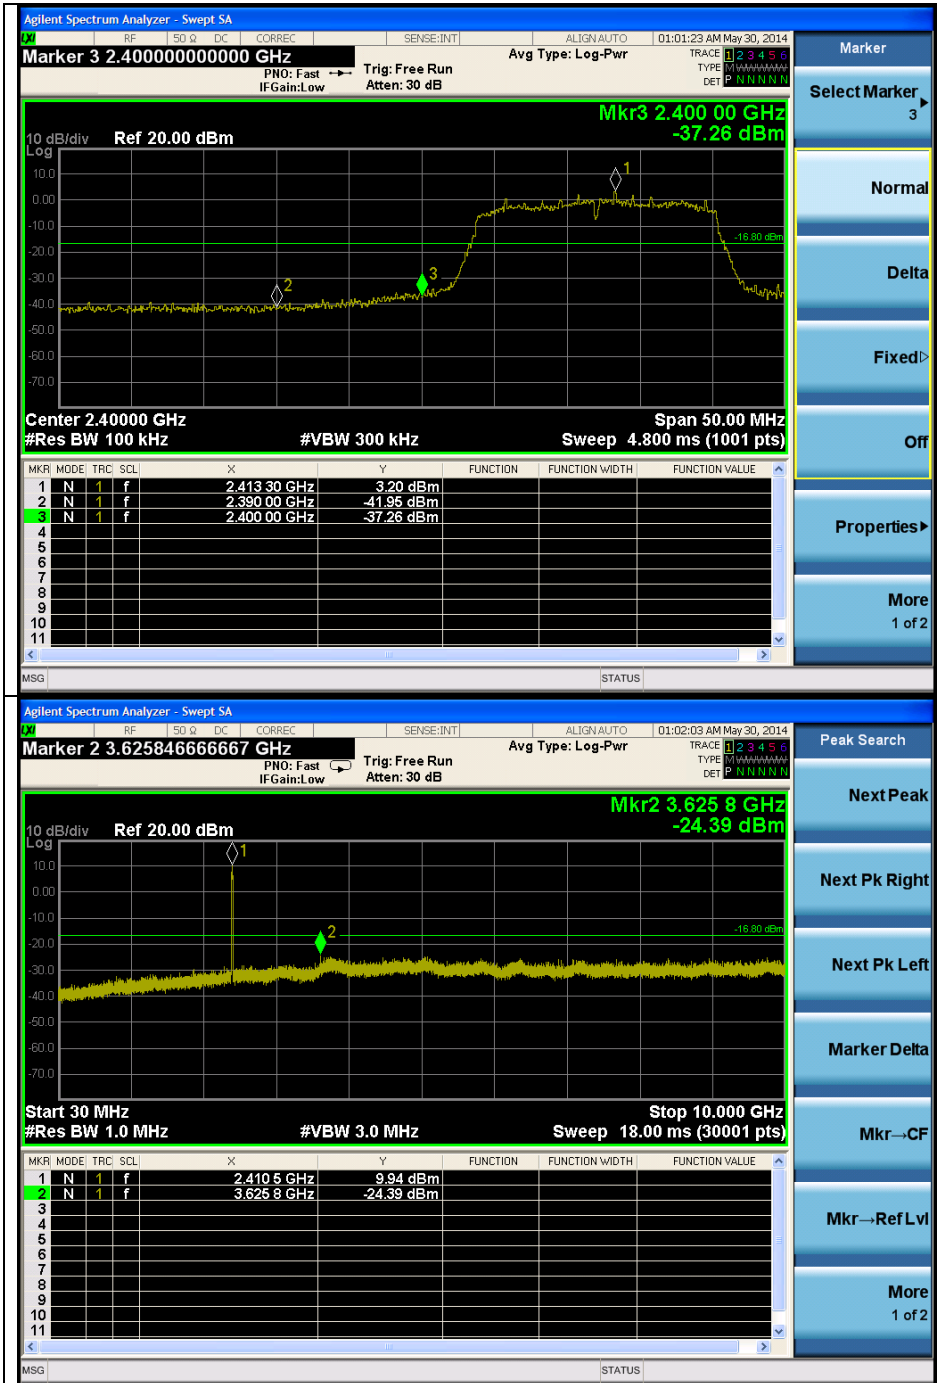 Agilent Spectrum Analyzer - Swept SA
LXI RF 50 Ω DC CORREC SENSE:INT ALIGN AUTO 01:01:23 AM May 30, 2014
Marker 3 2.400000000000 GHz
PNO: Fast
IFGain:Low
Trig: Free Run
Atten: 30 dB
Avg Type: Log-Pwr
TRACE 1 2 3 4 5 6
TYPE M WWWWW
DET P N N N N N
Mkr3 2.400 00 GHz
-37.26 dBm
10 dB/div Ref 20.00 dBm
Log
10.0
0.00
-10.0
-20.0
-30.0
-40.0
-50.0
-60.0
-70.0
1
2
3
-16.80 dBm
Center 2.40000 GHz Span 50.00 MHz
#Res BW 100 kHz #VBW 300 kHz Sweep 4.800 ms (1001 pts)
MKR MODE TRC SCL X Y FUNCTION FUNCTION WIDTH FUNCTION VALUE
1 N 1 f 2.413 30 GHz 3.20 dBm
2 N 1 f 2.390 00 GHz -41.95 dBm
3 N 1 f 2.400 00 GHz -37.26 dBm
4
5
6
7
8
9
10
11
MSG STATUS
Marker
Select Marker
3
Normal
Delta
Fixed
Off
Properties
More
1 of 2
Agilent Spectrum Analyzer - Swept SA
LXI RF 50 Ω DC CORREC SENSE:INT ALIGN AUTO 01:02:03 AM May 30, 2014
Marker 2 3.625846666667 GHz
PNO: Fast
IFGain:Low
Trig: Free Run
Atten: 30 dB
Avg Type: Log-Pwr
TRACE 1 2 3 4 5 6
TYPE M WWWWW
DET P N N N N N
Mkr2 3.625 8 GHz
-24.39 dBm
10 dB/div Ref 20.00 dBm
Log
10.0
0.00
-10.0
-20.0
-30.0
-40.0
-50.0
-60.0
-70.0
1
2
-16.80 dBm
Start 30 MHz Stop 10.000 GHz
#Res BW 1.0 MHz #VBW 3.0 MHz Sweep 18.00 ms (30001 pts)
MKR MODE TRC SCL X Y FUNCTION FUNCTION WIDTH FUNCTION VALUE
1 N 1 f 2.410 5 GHz 9.94 dBm
2 N 1 f 3.625 8 GHz -24.39 dBm
3
4
5
6
7
8
9
10
11
MSG STATUS
Peak Search
Next Peak
Next Pk Right
Next Pk Left
Marker Delta
Mkr→CF
Mkr→Ref Lvl
More
1 of 2